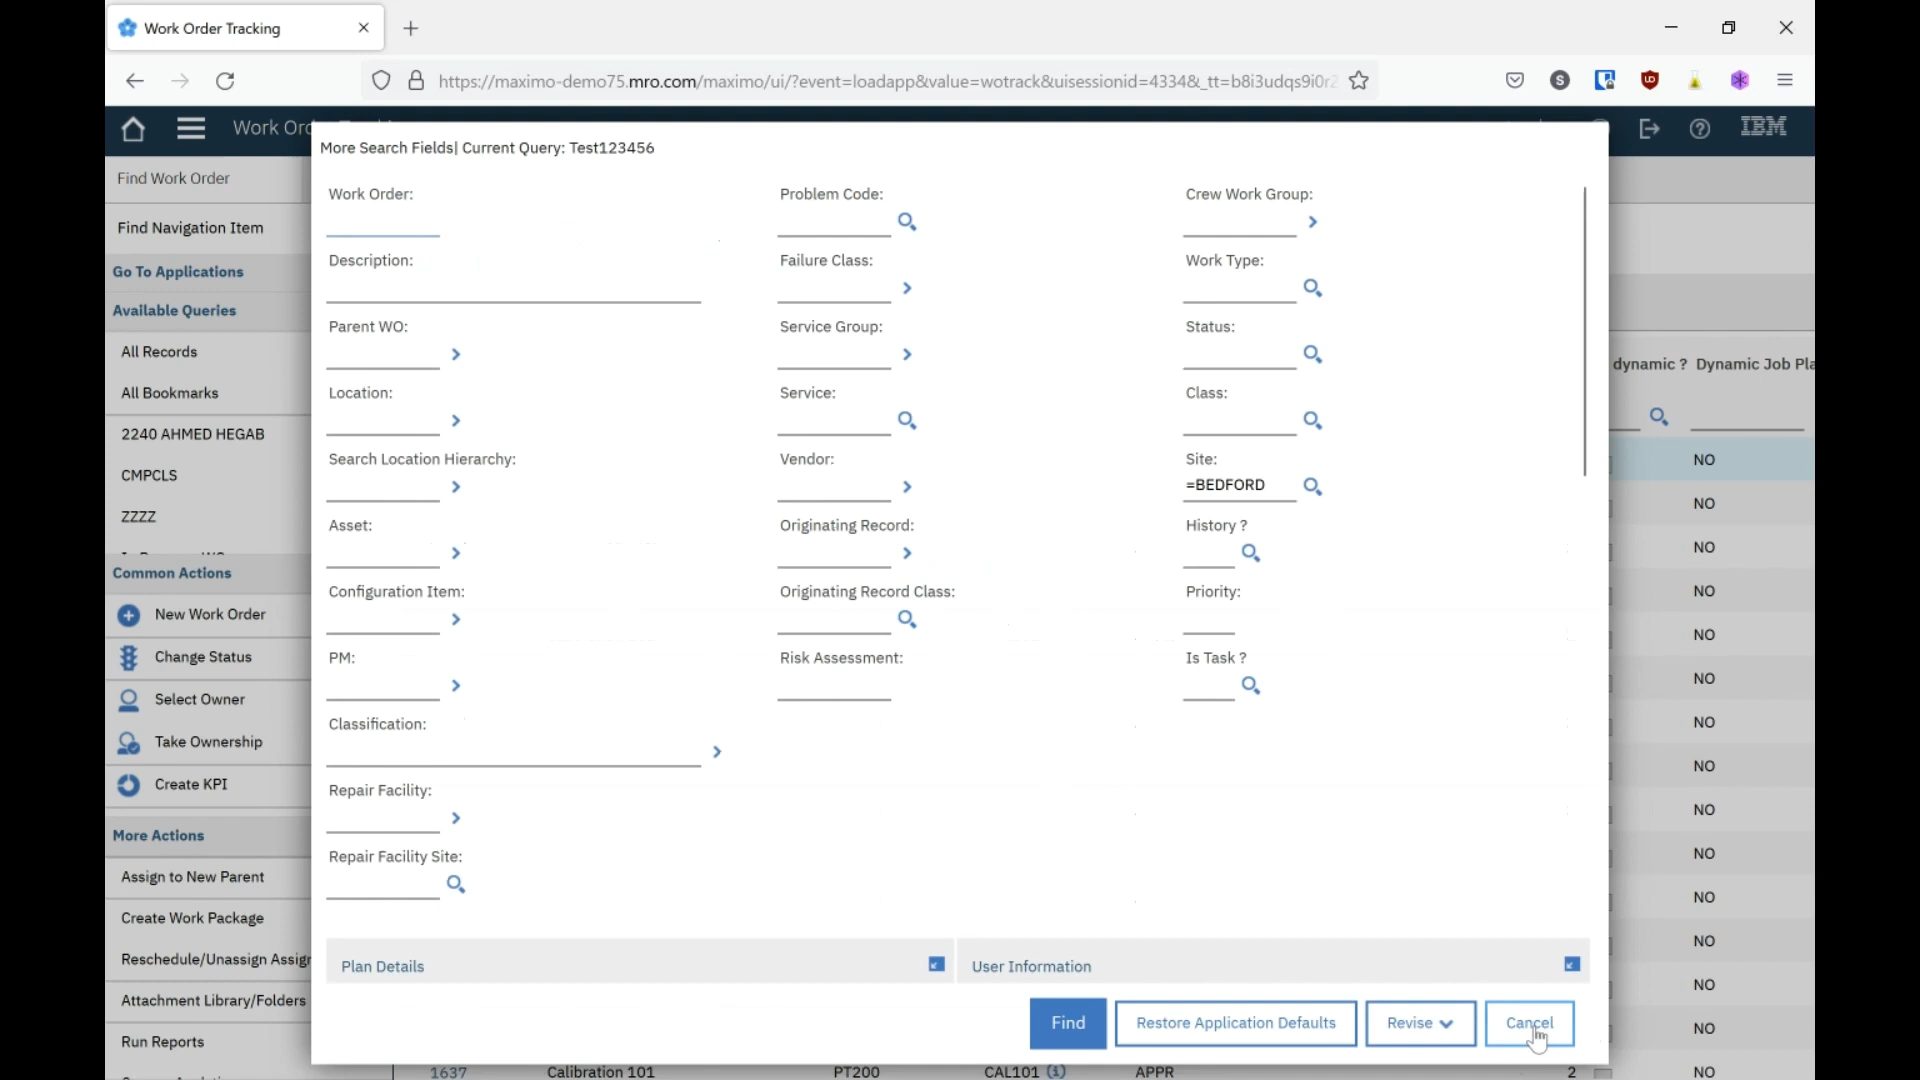 Work Order Tracking
https://maximo-demo75.mro.com/maximo/ui/?event=loadapp&value=wotrack&uisessionid=4334&_tt=b8i3udqs9i0r2
Work Ord
IBM
Find Work Order
Find Navigation Item
Go To Applications
Available Queries
All Records
All Bookmarks
2240 AHMED HEGAB
CMPCLS
ZZZZ
Common Actions
New Work Order
Change Status
Select Owner
Take Ownership
Create KPI
More Actions
Assign to New Parent
Create Work Package
Reschedule/Unassign Assign
Attachment Library/Folders
Run Reports
More Search Fields| Current Query: Test123456
Work Order:
Description:
Parent WO:
Location:
Search Location Hierarchy:
Asset:
Configuration Item:
PM:
Classification:
Repair Facility:
Repair Facility Site:
Problem Code:
Failure Class:
Service Group:
Service:
Vendor:
Originating Record:
Originating Record Class:
Risk Assessment:
Crew Work Group:
Work Type:
Status:
Class:
Site:
=BEDFORD
History ?
Priority:
Is Task ?
Plan Details
User Information
Find
Restore Application Defaults
Revise
Cancel
dynamic ? Dynamic Job Pla
NO
NO
NO
NO
NO
NO
NO
NO
NO
NO
NO
NO
NO
NO
1637 Calibration 101 PT200 CAL101 APPR 2 NO